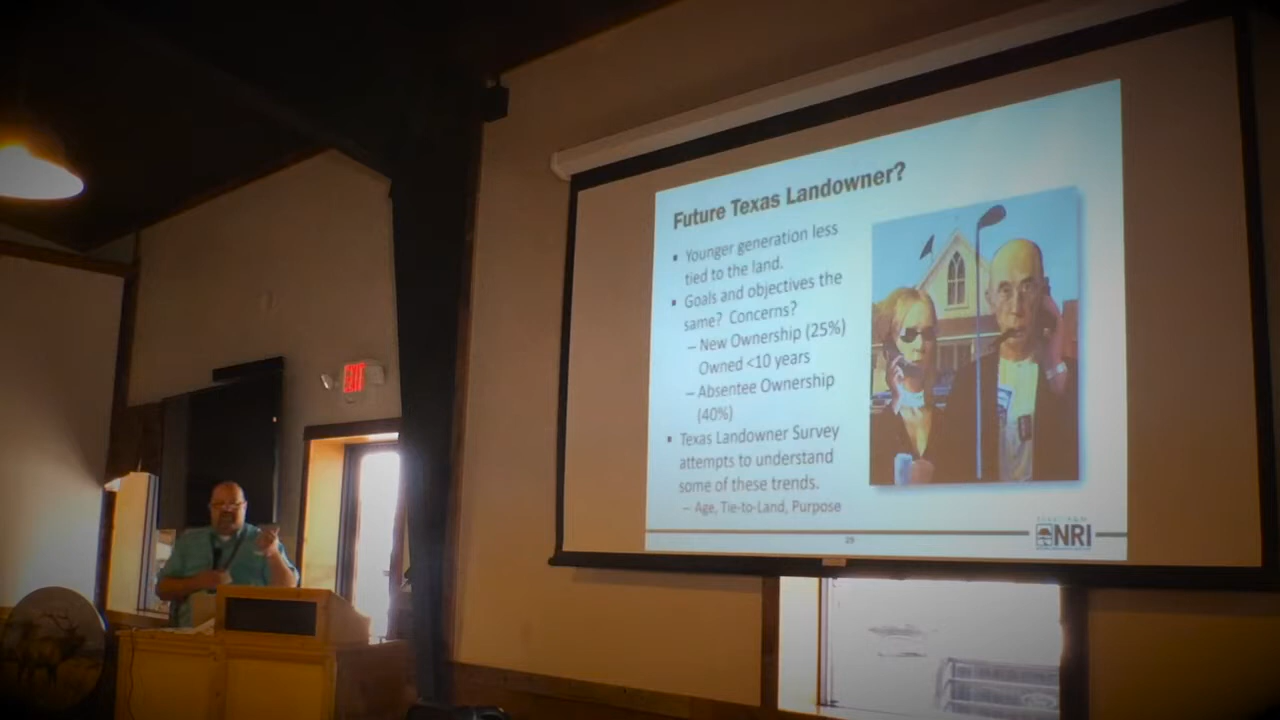 Future Texas Landowner?
▪ Younger generation less
tied to the land.
▪ Goals and objectives the
same? Concerns?
– New Ownership (25%)
Owned <10 years
– Absentee Ownership
(40%)
▪ Texas Landowner Survey
attempts to understand
some of these trends.
– Age, Tie-to-Land, Purpose
NRI
EXIT